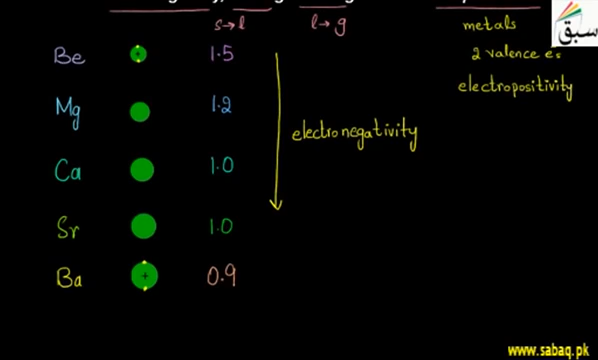 s→l l→g metals
سبق
Be 1.5 2 valence es
electropositivity
Mg 1.2
electronegativity
Ca 1.0
Sr 1.0
Ba 0.9
www.sabaq.pk